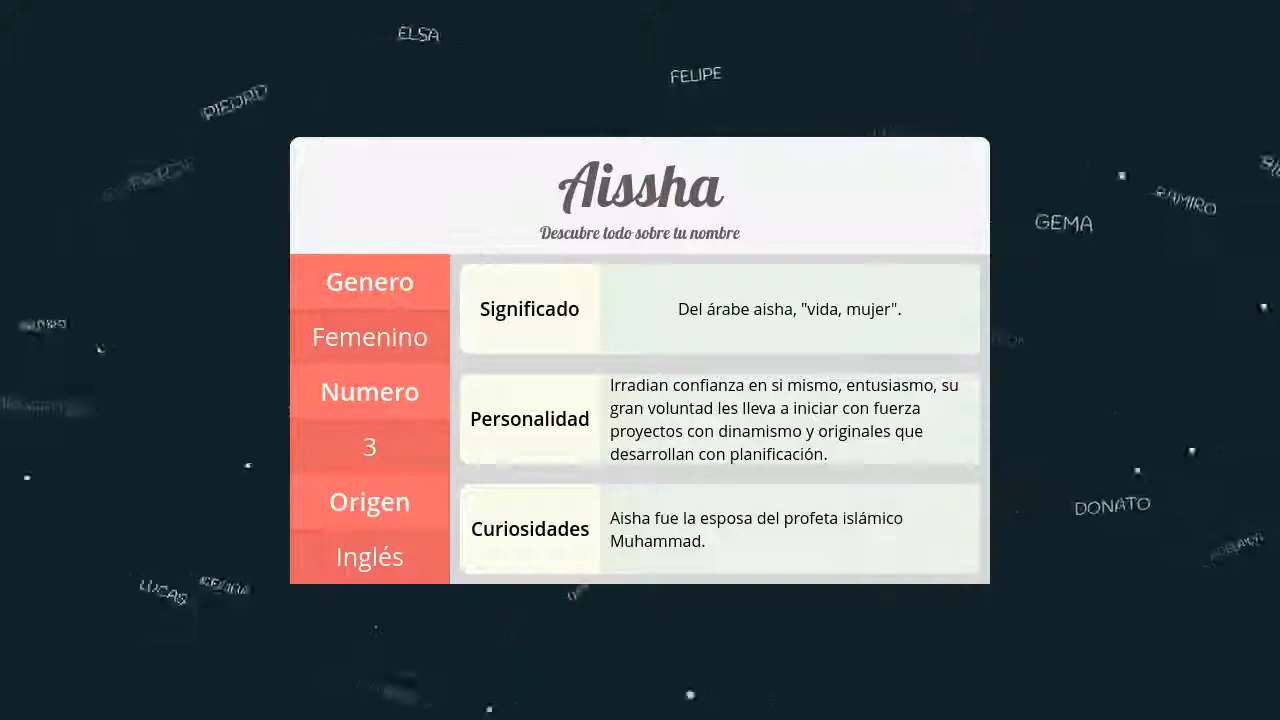 ELSA
FELIPE
RAMIRO
GEMA
Aissha
Descubre todo sobre tu nombre
Genero
Femenino
Numero
3
Origen
Inglés
Significado
Del árabe aisha, "vida, mujer".
Personalidad
Irradian confianza en si mismo, entusiasmo, su
gran voluntad les lleva a iniciar con fuerza
proyectos con dinamismo y originales que
desarrollan con planificación.
Curiosidades
Aisha fue la esposa del profeta islámico
Muhammad.
DONATO
LUCAS